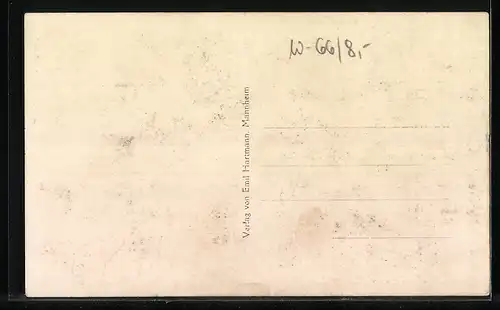 W-66/8,-
Verlag von Emil Hartmann, Mannheim